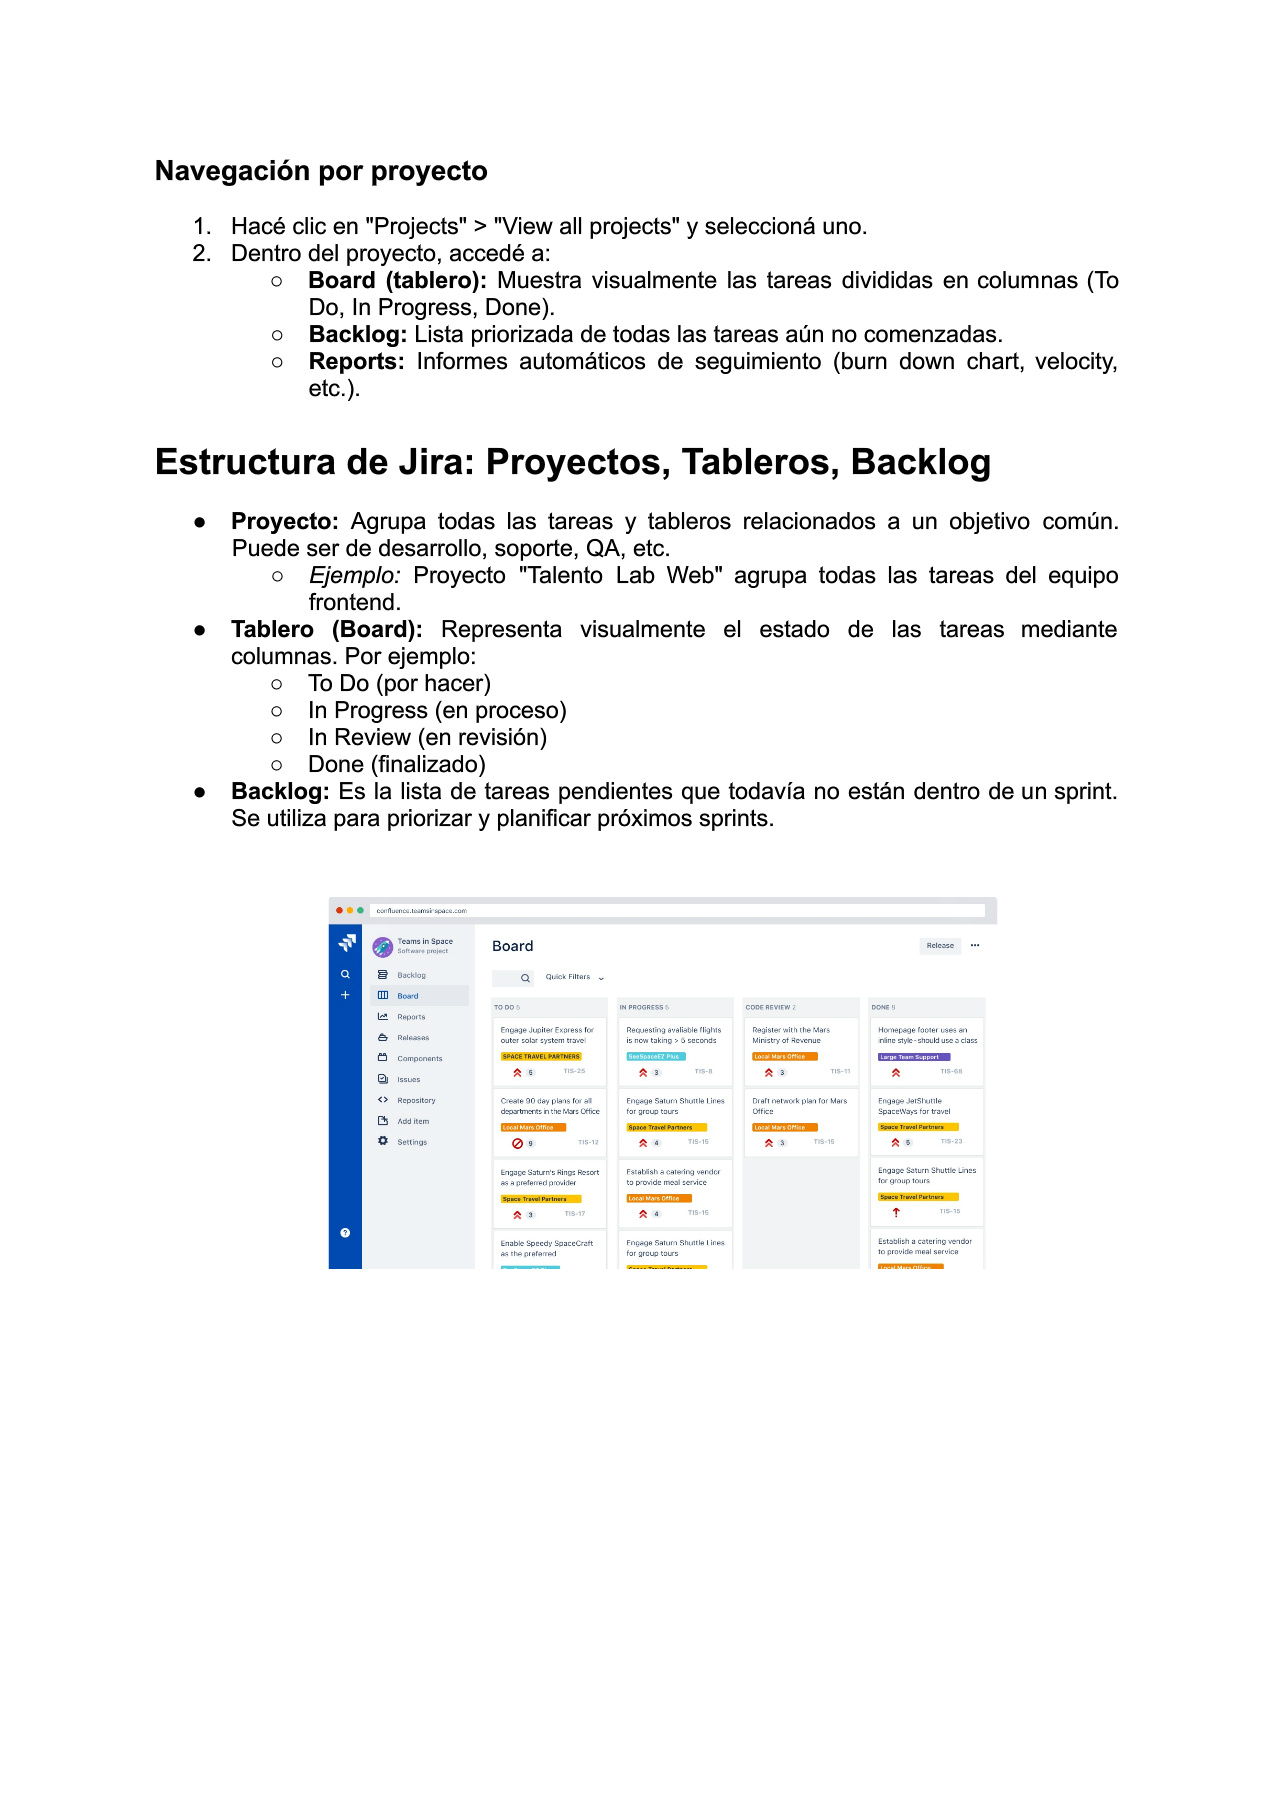 Navegación por proyecto
1. Hacé clic en "Projects" > "View all projects" y seleccioná uno.
2. Dentro del proyecto, accedé a:
○ Board (tablero): Muestra visualmente las tareas divididas en columnas (To
Do, In Progress, Done).
○ Backlog: Lista priorizada de todas las tareas aún no comenzadas.
○ Reports: Informes automáticos de seguimiento (burn down chart, velocity,
etc.).
Estructura de Jira: Proyectos, Tableros, Backlog
● Proyecto: Agrupa todas las tareas y tableros relacionados a un objetivo común.
Puede ser de desarrollo, soporte, QA, etc.
○ Ejemplo: Proyecto "Talento Lab Web" agrupa todas las tareas del equipo
frontend.
● Tablero (Board): Representa visualmente el estado de las tareas mediante
columnas. Por ejemplo:
○ To Do (por hacer)
○ In Progress (en proceso)
○ In Review (en revisión)
○ Done (finalizado)
● Backlog: Es la lista de tareas pendientes que todavía no están dentro de un sprint.
Se utiliza para priorizar y planificar próximos sprints.
confluence.teamsinspace.com
Teams in Space
Software project
Backlog
Board
Reports
Releases
Components
Issues
Repository
Add item
Settings
Board
Release
Quick Filters
TO DO 5
Engage Jupiter Express for
outer solar system travel
SPACE TRAVEL PARTNERS
5 TIS-25
Create 90 day plans for all
departments in the Mars Office
Local Mars Office
9 TIS-12
Engage Saturn's Rings Resort
as a preferred provider
Space Travel Partners
3 TIS-17
Enable Speedy SpaceCraft
as the preferred
IN PROGRESS 5
Requesting available flights
is now taking > 5 seconds
SeeSpaceEZ Plus
3 TIS-8
Engage Saturn Shuttle Lines
for group tours
Space Travel Partners
4 TIS-15
Establish a catering vendor
to provide meal service
Local Mars Office
4 TIS-15
Engage Saturn Shuttle Lines
for group tours
Space Travel Partners
CODE REVIEW 2
Register with the Mars
Ministry of Revenue
Local Mars Office
3 TIS-11
Draft network plan for Mars
Office
Local Mars Office
3 TIS-15
DONE 5
Homepage footer uses an
inline style-should use a class
Large Team Support
TIS-68
Engage JetShuttle
SpaceWays for travel
Space Travel Partners
5 TIS-23
Engage Saturn Shuttle Lines
for group tours
Space Travel Partners
TIS-15
Establish a catering vendor
to provide meal service
Local Mars Office